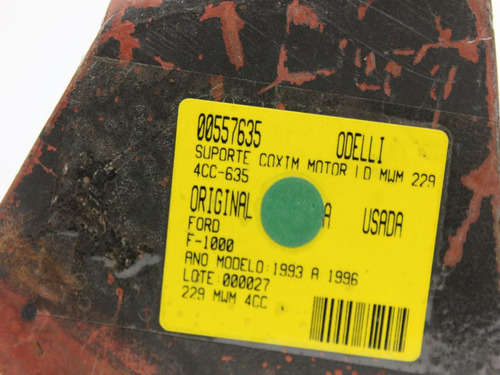 00557635 ODELLI
SUPORTE COXIM MOTOR LD MWM 229
4CC-635
ORIGINAL USADA
FORD
F-1000
ANO MODELO:1993 A 1996
LOTE:000027
229 MWM 4CC